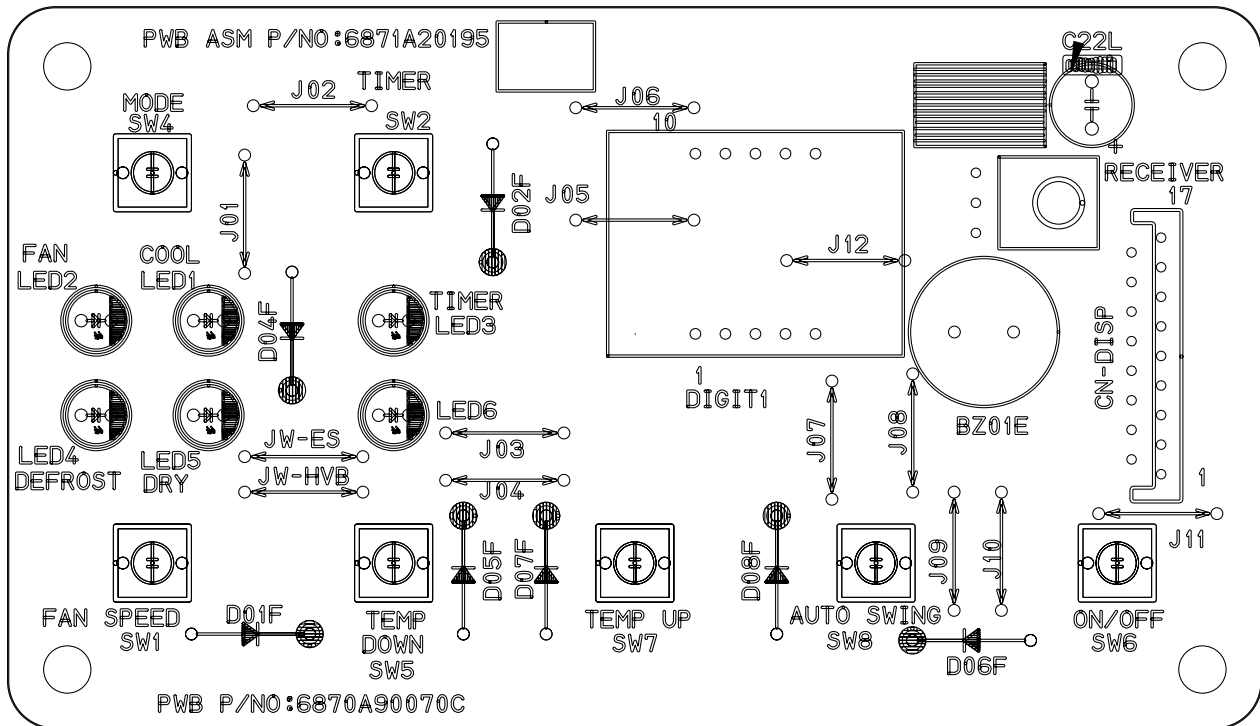 PWB ASM P/NO:6871A20195
C22L
TIMER
J02
J06
MODE
SW4
SW2
10
+
RECEIVER
17
J01
D02F
J05
J12
FAN
LED2
COOL
LED1
TIMER
LED3
D04F
CN-DISP
1
DIGIT1
LED6
J07
J08
BZ01E
JW-ES
J03
LED4
DEFROST
LED5
DRY
JW-HVB
J04
1
J11
D05F
D07F
D08F
J09
J10
FAN SPEED
SW1
D01F
TEMP
DOWN
SW5
TEMP UP
SW7
AUTO SWING
SW8
D06F
ON/OFF
SW6
PWB P/NO:6870A90070C